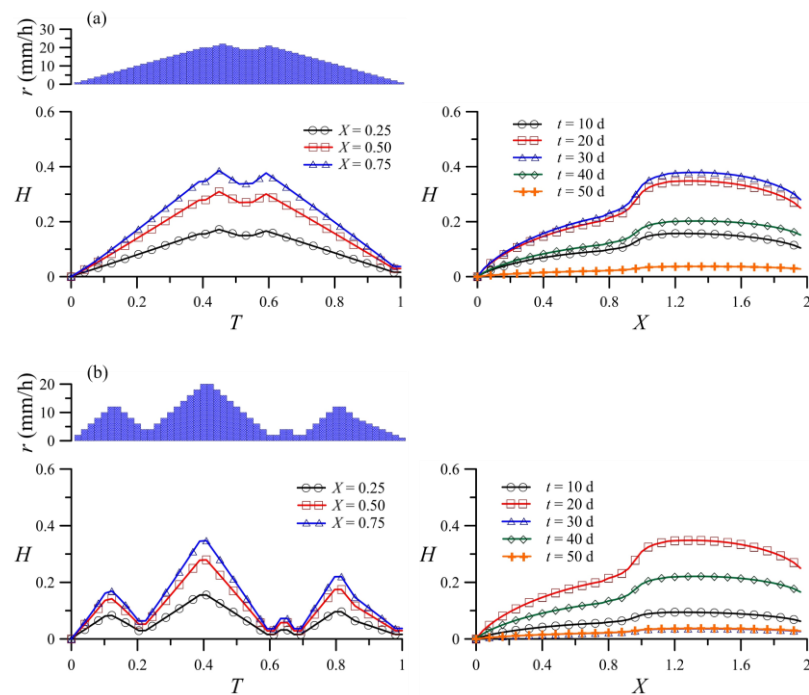 (a)
r (mm/h)
30
20
10
0
0.6
0.4
0.2
0
H
X = 0.25
X = 0.50
X = 0.75
0 0.2 0.4 0.6 0.8 1
T
0.6
0.4
0.2
0
H
t = 10 d
t = 20 d
t = 30 d
t = 40 d
t = 50 d
0 0.4 0.8 1.2 1.6 2
X
(b)
r (mm/h)
20
10
0
0.6
0.4
0.2
0
H
X = 0.25
X = 0.50
X = 0.75
0 0.2 0.4 0.6 0.8 1
T
0.6
0.4
0.2
0
H
t = 10 d
t = 20 d
t = 30 d
t = 40 d
t = 50 d
0 0.4 0.8 1.2 1.6 2
X